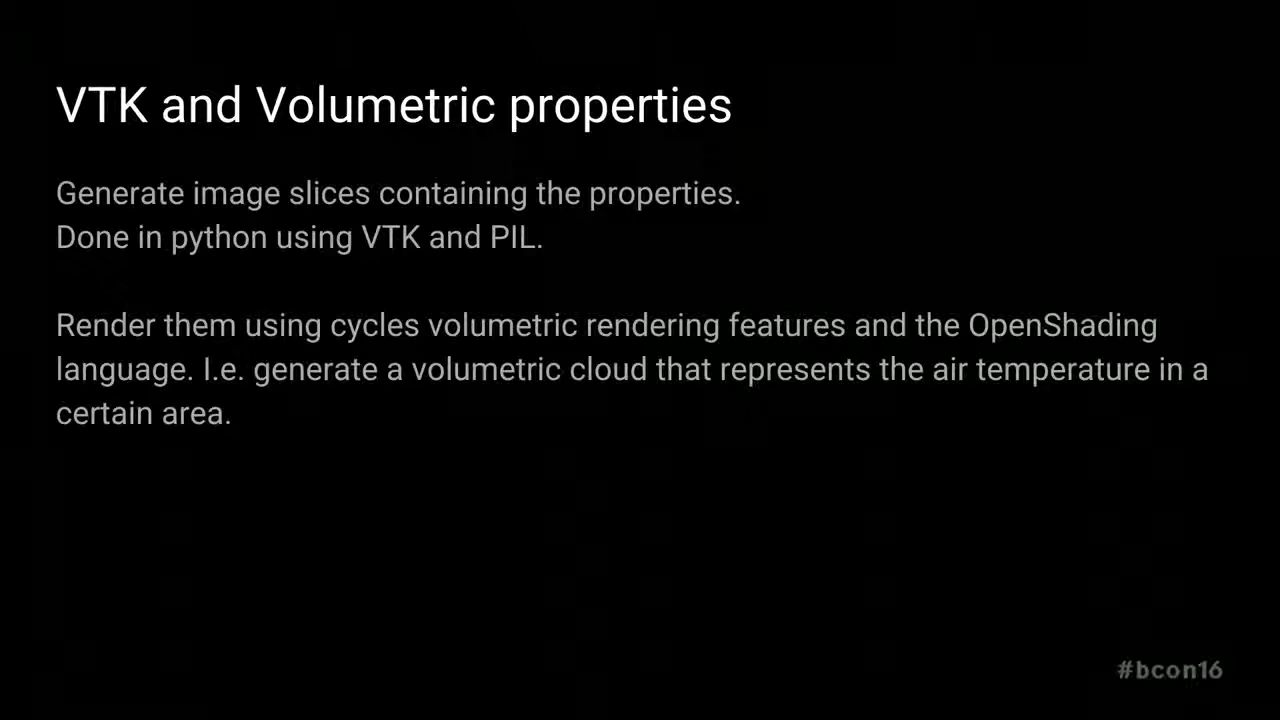 VTK and Volumetric properties
Generate image slices containing the properties.
Done in python using VTK and PIL.
Render them using cycles volumetric rendering features and the OpenShading
language. I.e. generate a volumetric cloud that represents the air temperature in a
certain area.
#bcon16